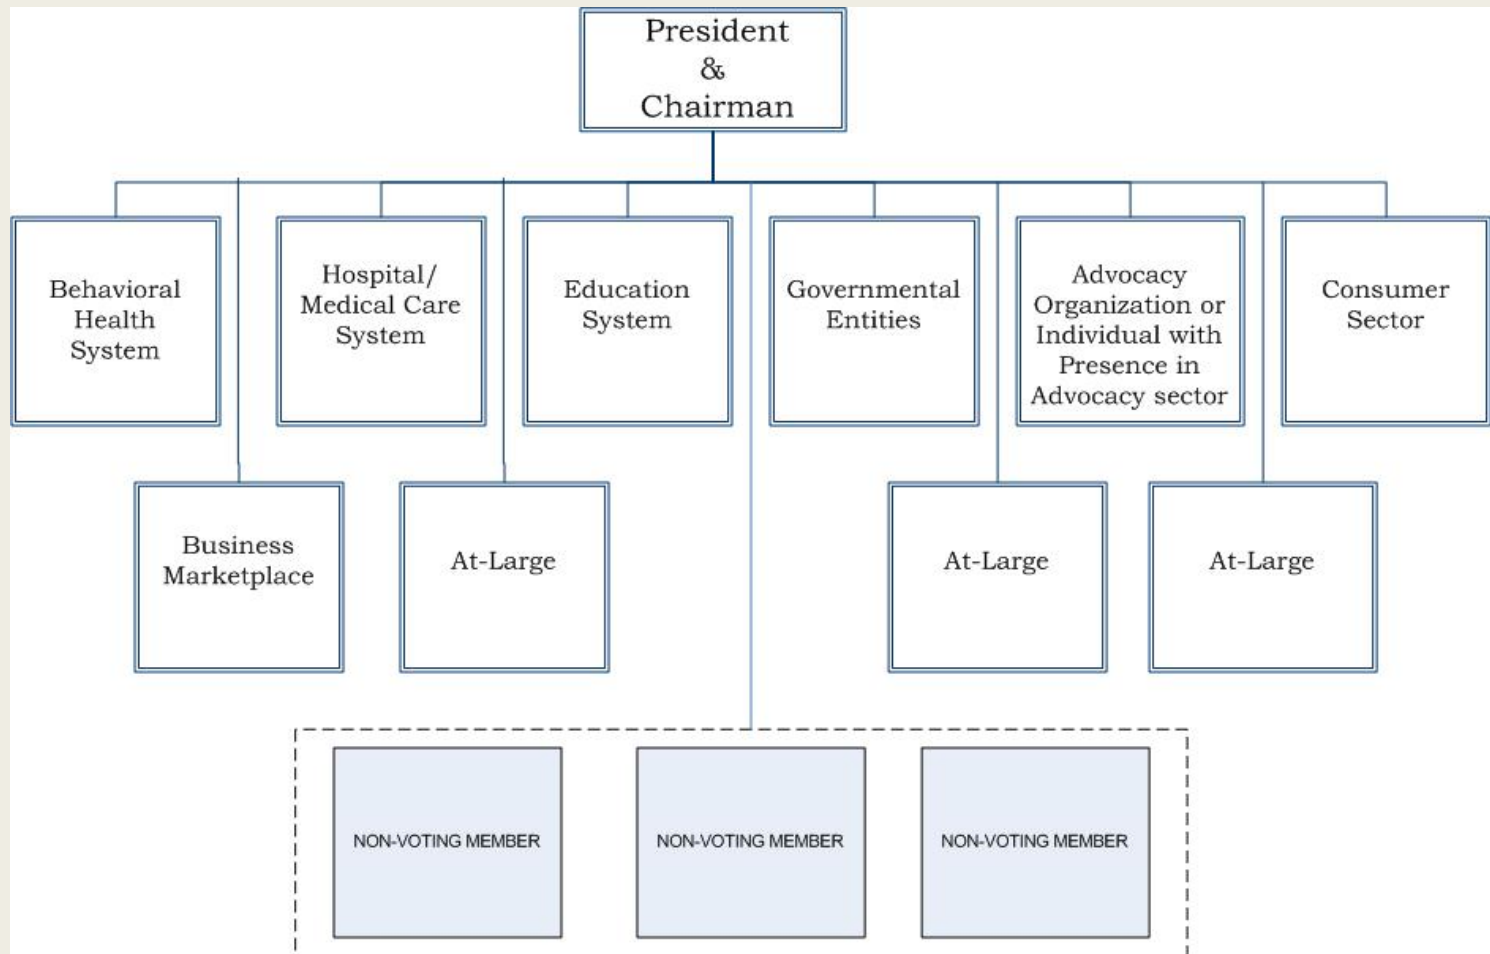 President
&
Chairman
Behavioral
Health
System
Hospital/
Medical Care
System
Education
System
Governmental
Entities
Advocacy
Organization or
Individual with
Presence in
Advocacy sector
Consumer
Sector
Business
Marketplace
At-Large
At-Large
At-Large
NON-VOTING MEMBER
NON-VOTING MEMBER
NON-VOTING MEMBER